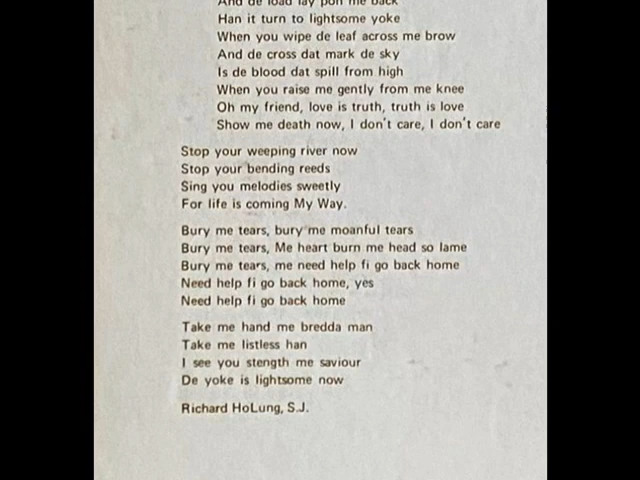 And de load lay pon me back
Han it turn to lightsome yoke
When you wipe de leaf across me brow
And de cross dat mark de sky
Is de blood dat spill from high
When you raise me gently from me knee
Oh my friend, love is truth, truth is love
Show me death now, I don't care, I don't care
Stop your weeping river now
Stop your bending reeds
Sing you melodies sweetly
For life is coming My Way.
Bury me tears, bury me moanful tears
Bury me tears, Me heart burn me head so lame
Bury me tears, me need help fi go back home
Need help fi go back home, yes
Need help fi go back home
Take me hand me bredda man
Take me listless han
I see you stength me saviour
De yoke is lightsome now
Richard HoLung, S.J.